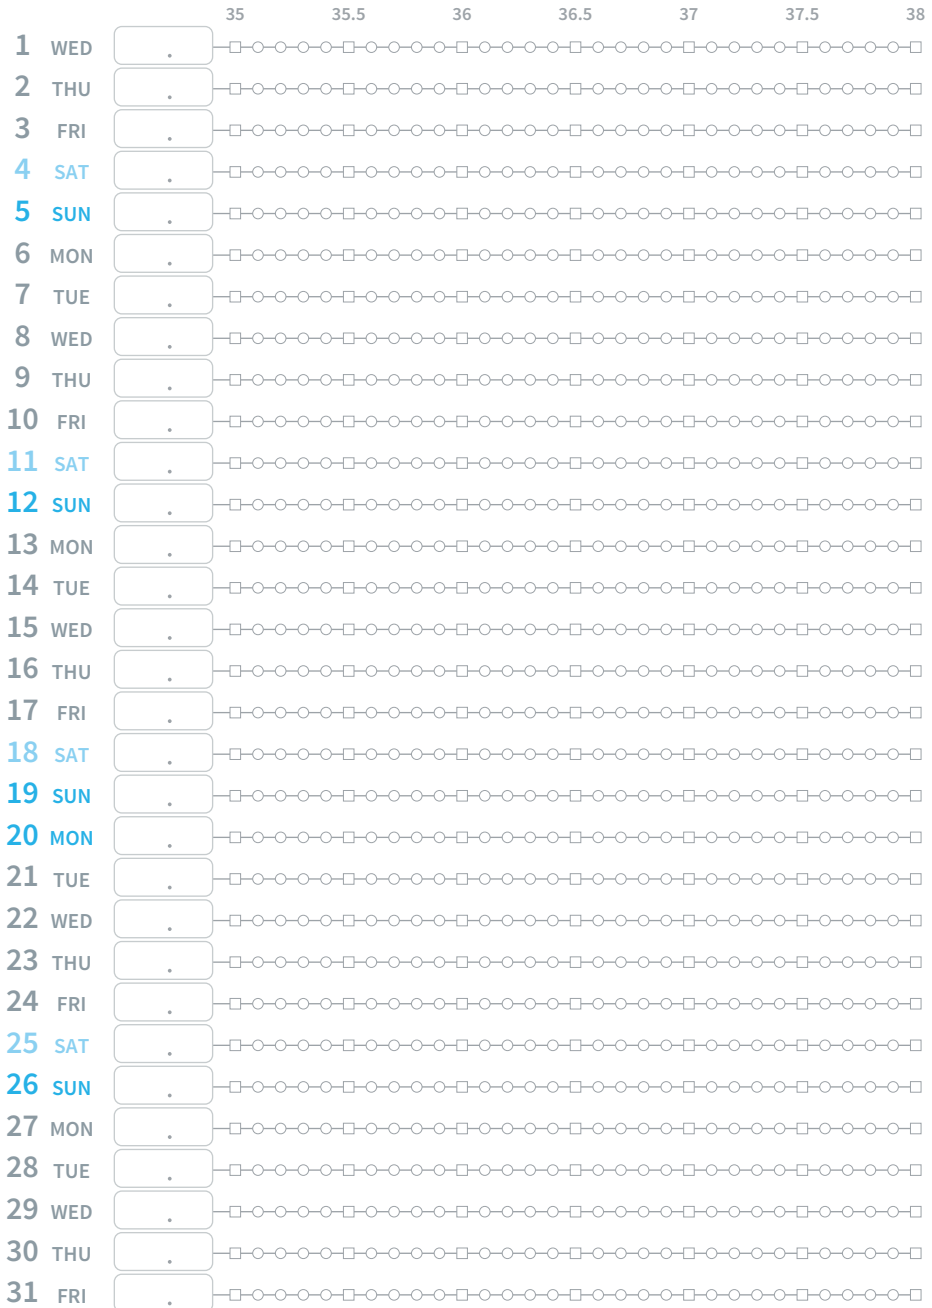 35 35.5 36 36.5 37 37.5 38
1 WED .
2 THU .
3 FRI .
4 SAT .
5 SUN .
6 MON .
7 TUE .
8 WED .
9 THU .
10 FRI .
11 SAT .
12 SUN .
13 MON .
14 TUE .
15 WED .
16 THU .
17 FRI .
18 SAT .
19 SUN .
20 MON .
21 TUE .
22 WED .
23 THU .
24 FRI .
25 SAT .
26 SUN .
27 MON .
28 TUE .
29 WED .
30 THU .
31 FRI .